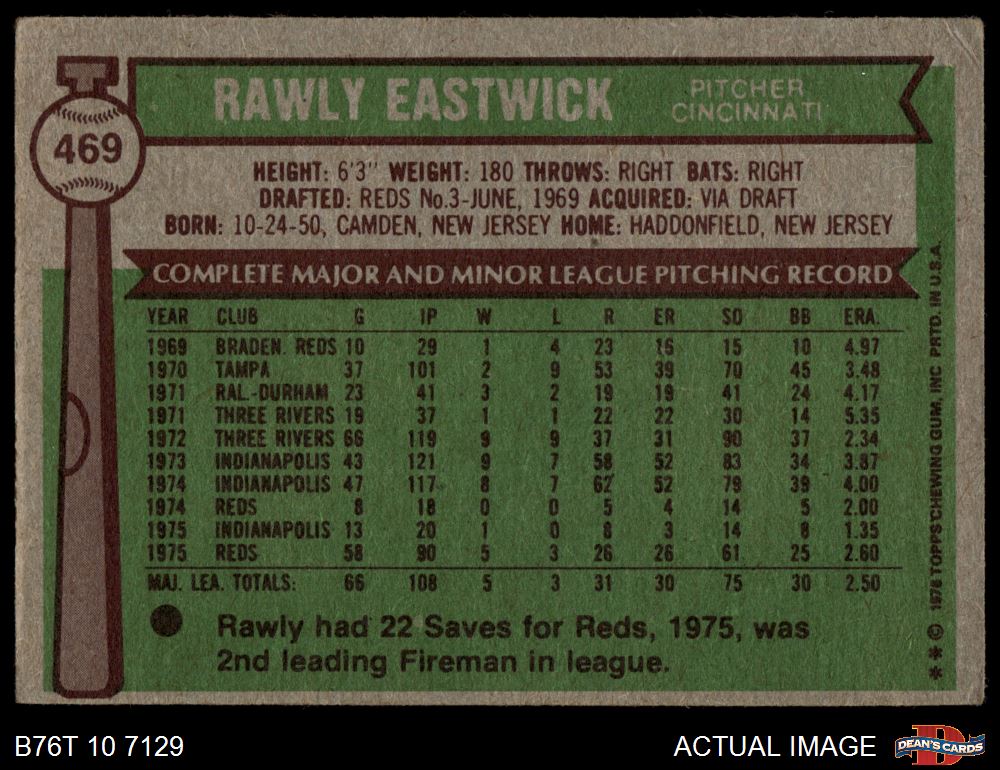 469
RAWLY EASTWICK
PITCHER
CINCINNATI
HEIGHT: 6'3" WEIGHT: 180 THROWS: RIGHT BATS: RIGHT
DRAFTED: REDS No.3-JUNE, 1969 ACQUIRED: VIA DRAFT
BORN: 10-24-50, CAMDEN, NEW JERSEY HOME: HADDONFIELD, NEW JERSEY
COMPLETE MAJOR AND MINOR LEAGUE PITCHING RECORD
YEAR CLUB G IP W L R ER SO BB ERA.
1969 BRADEN. REDS 10 29 1 4 23 16 15 10 4.97
1970 TAMPA 37 101 2 9 53 39 70 45 3.48
1971 RAL.-DURHAM 23 41 3 2 19 19 41 24 4.17
1971 THREE RIVERS 19 37 1 1 22 22 30 14 5.35
1972 THREE RIVERS 66 119 9 9 37 31 90 37 2.34
1973 INDIANAPOLIS 43 121 9 7 58 52 83 34 3.87
1974 INDIANAPOLIS 47 117 8 7 62 52 79 39 4.00
1974 REDS 8 18 0 0 5 4 14 5 2.00
1975 INDIANAPOLIS 13 20 1 0 8 3 14 8 1.35
1975 REDS 58 90 5 3 26 26 61 25 2.60
MAJ. LEA. TOTALS: 66 108 5 3 31 30 75 30 2.50
Rawly had 22 Saves for Reds, 1975, was
2nd leading Fireman in league.
* * © 1976 TOPPS CHEWING GUM, INC PRTD. IN U.S.A.
B76T 10 7129
ACTUAL IMAGE
D
DEAN'S CARDS